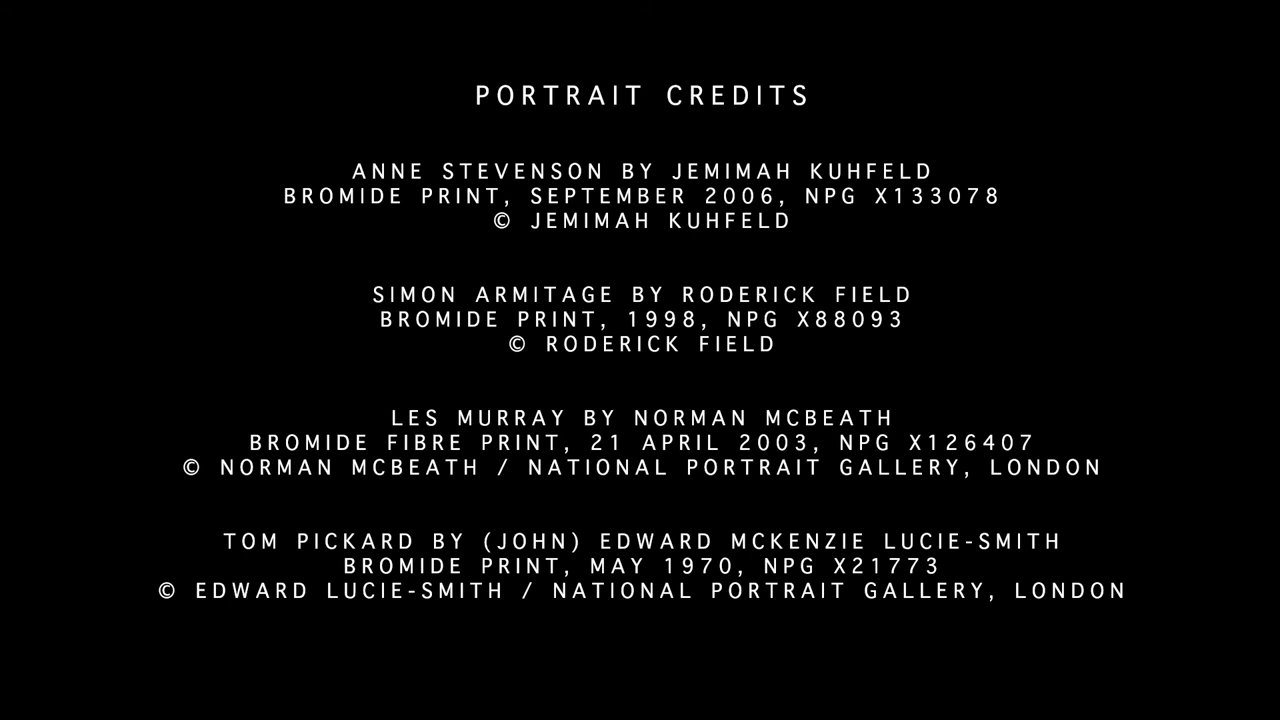 PORTRAIT CREDITS
ANNE STEVENSON BY JEMIMAH KUHFELD
BROMIDE PRINT, SEPTEMBER 2006, NPG X133078
© JEMIMAH KUHFELD
SIMON ARMITAGE BY RODERICK FIELD
BROMIDE PRINT, 1998, NPG X88093
© RODERICK FIELD
LES MURRAY BY NORMAN MCBEATH
BROMIDE FIBRE PRINT, 21 APRIL 2003, NPG X126407
© NORMAN MCBEATH / NATIONAL PORTRAIT GALLERY, LONDON
TOM PICKARD BY (JOHN) EDWARD MCKENZIE LUCIE-SMITH
BROMIDE PRINT, MAY 1970, NPG X21773
© EDWARD LUCIE-SMITH / NATIONAL PORTRAIT GALLERY, LONDON